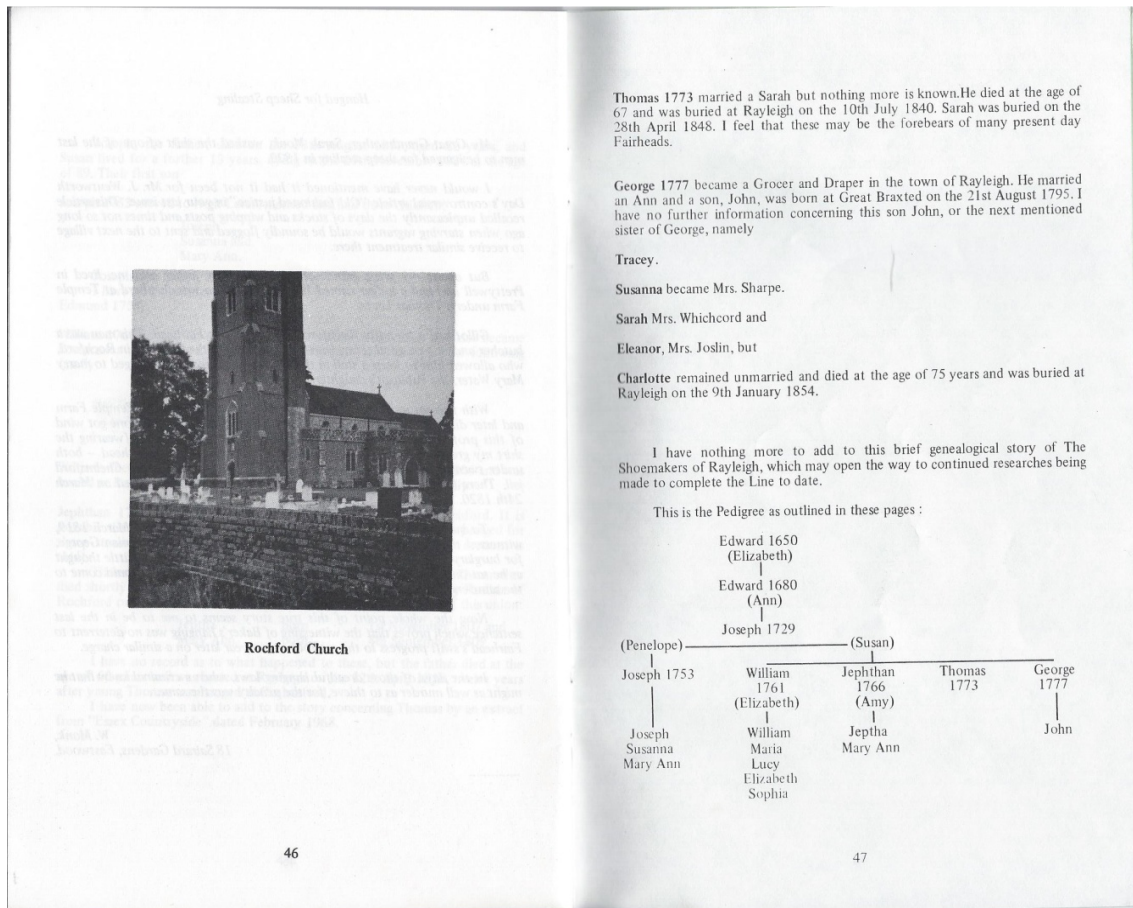 Rochford Church
46
Thomas 1773 married a Sarah but nothing more is known.He died at the age of
67 and was buried at Rayleigh on the 10th July 1840. Sarah was buried on the
28th April 1848. I feel that these may be the forebears of many present day
Fairheads.
George 1777 became a Grocer and Draper in the town of Rayleigh. He married
an Ann and a son, John, was born at Great Braxted on the 21st August 1795. I
have no further information concerning this son John, or the next mentioned
sister of George, namely
Tracey.
Susanna became Mrs. Sharpe.
Sarah Mrs. Whichcord and
Eleanor, Mrs. Joslin, but
Charlotte remained unmarried and died at the age of 75 years and was buried at
Rayleigh on the 9th January 1854.
I have nothing more to add to this brief genealogical story of The
Shoemakers of Rayleigh, which may open the way to continued researches being
made to complete the Line to date.
This is the Pedigree as outlined in these pages :
Edward 1650
(Elizabeth)
Edward 1680
(Ann)
Joseph 1729
(Penelope) (Susan)
Joseph 1753 William Jephthan Thomas George
1761 1766 1773 1777
(Elizabeth) (Amy)
Joseph William Jeptha John
Susanna Maria Mary Ann
Mary Ann Lucy
Elizabeth
Sophia
47